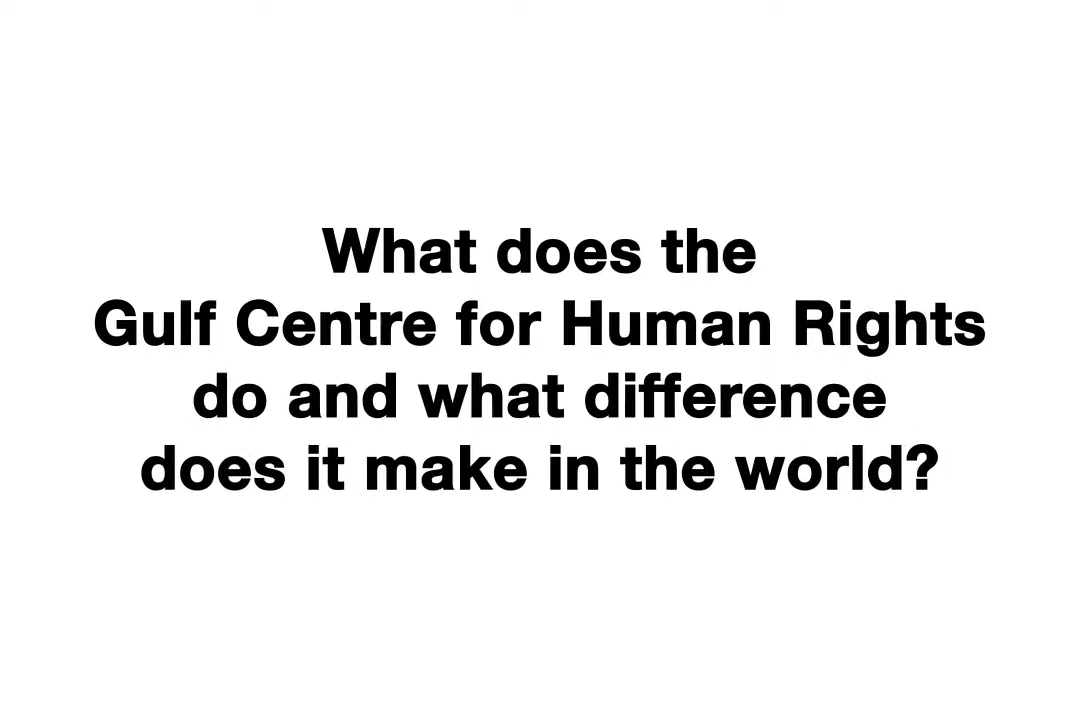 What does the
Gulf Centre for Human Rights
do and what difference
does it make in the world?